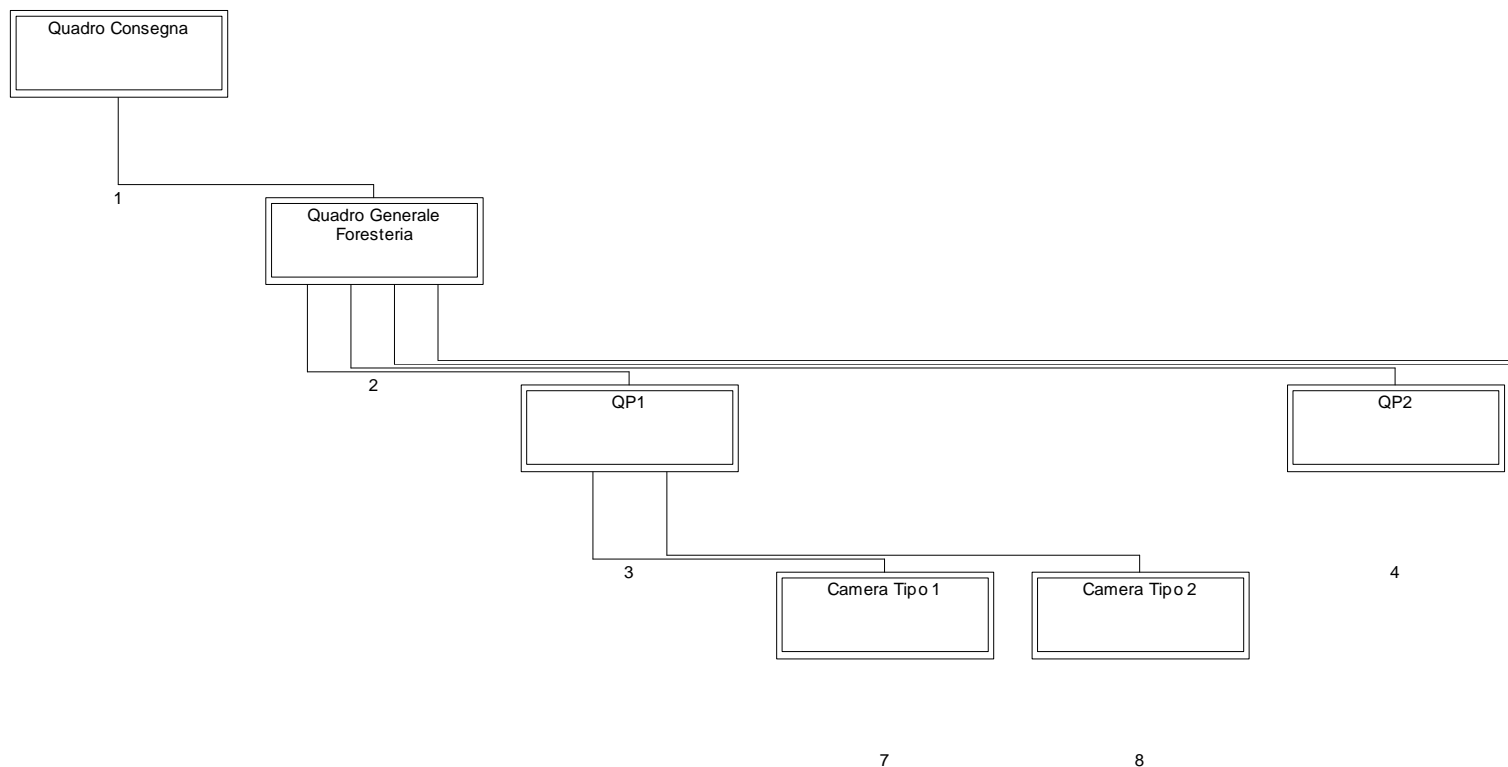 Quadro Consegna
1
Quadro Generale
Foresteria
2
QP1
QP2
3
4
Camera Tipo 1
Camera Tipo 2
7
8